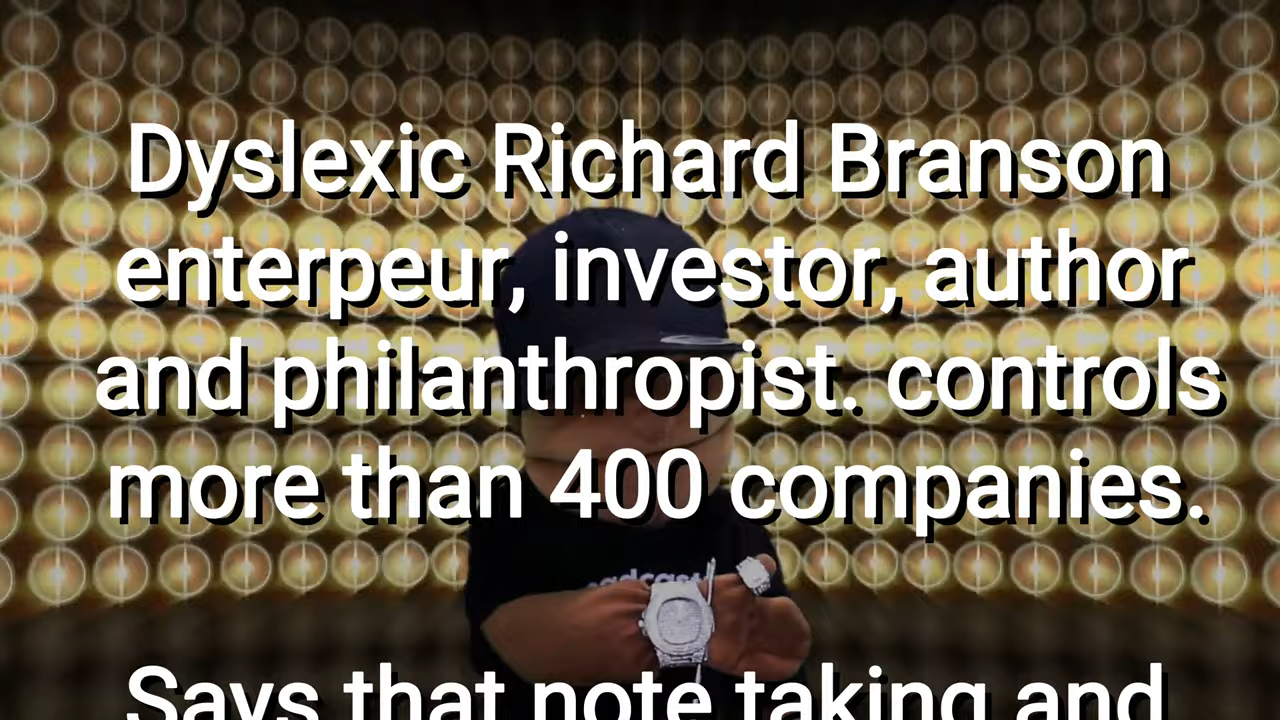 Dyslexic Richard Branson
enterpeur, investor, author
and philanthropist. controls
more than 400 companies.
Says that note taking and